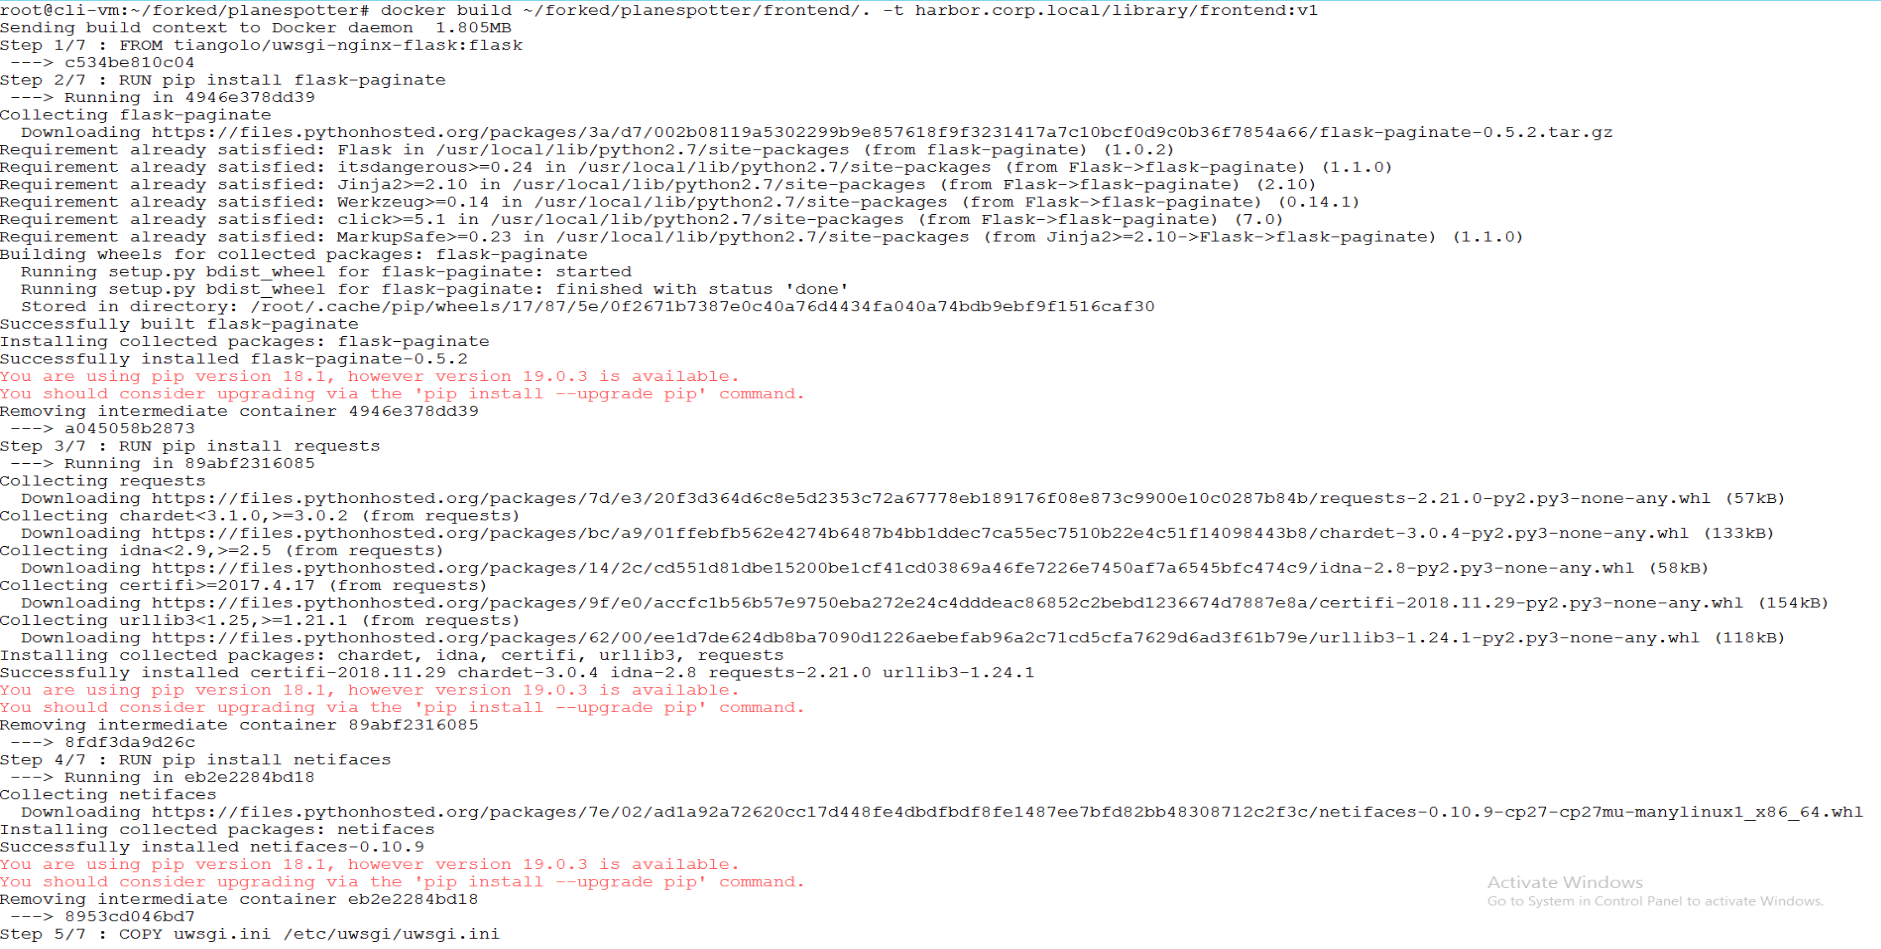 root@cli-vm:~/forked/planespotter# docker build ~/forked/planespotter/frontend/. -t harbor.corp.local/library/frontend:v1
Sending build context to Docker daemon  1.805MB
Step 1/7 : FROM tiangolo/uwsgi-nginx-flask:flask
 ---> c534be810c04
Step 2/7 : RUN pip install flask-paginate
 ---> Running in 4946e378dd39
Collecting flask-paginate
  Downloading https://files.pythonhosted.org/packages/3a/d7/002b08119a5302299b9e857618f9f3231417a7c10bcf0d9c0b36f7854a66/flask-paginate-0.5.2.tar.gz
Requirement already satisfied: Flask in /usr/local/lib/python2.7/site-packages (from flask-paginate) (1.0.2)
Requirement already satisfied: itsdangerous>=0.24 in /usr/local/lib/python2.7/site-packages (from Flask->flask-paginate) (1.1.0)
Requirement already satisfied: Jinja2>=2.10 in /usr/local/lib/python2.7/site-packages (from Flask->flask-paginate) (2.10)
Requirement already satisfied: Werkzeug>=0.14 in /usr/local/lib/python2.7/site-packages (from Flask->flask-paginate) (0.14.1)
Requirement already satisfied: click>=5.1 in /usr/local/lib/python2.7/site-packages (from Flask->flask-paginate) (7.0)
Requirement already satisfied: MarkupSafe>=0.23 in /usr/local/lib/python2.7/site-packages (from Jinja2>=2.10->Flask->flask-paginate) (1.1.0)
Building wheels for collected packages: flask-paginate
  Running setup.py bdist_wheel for flask-paginate: started
  Running setup.py bdist_wheel for flask-paginate: finished with status 'done'
  Stored in directory: /root/.cache/pip/wheels/17/87/5e/0f2671b7387e0c40a76d4434fa040a74bdb9ebf9f1516caf30
Successfully built flask-paginate
Installing collected packages: flask-paginate
Successfully installed flask-paginate-0.5.2
You are using pip version 18.1, however version 19.0.3 is available.
You should consider upgrading via the 'pip install --upgrade pip' command.
Removing intermediate container 4946e378dd39
 ---> a045058b2873
Step 3/7 : RUN pip install requests
 ---> Running in 89abf2316085
Collecting requests
  Downloading https://files.pythonhosted.org/packages/7d/e3/20f3d364d6c8e5d2353c72a67778eb189176f08e873c9900e10c0287b84b/requests-2.21.0-py2.py3-none-any.whl (57kB)
Collecting chardet<3.1.0,>=3.0.2 (from requests)
  Downloading https://files.pythonhosted.org/packages/bc/a9/01ffebfb562e4274b6487b4bb1ddec7ca55ec7510b22e4c51f14098443b8/chardet-3.0.4-py2.py3-none-any.whl (133kB)
Collecting idna<2.9,>=2.5 (from requests)
  Downloading https://files.pythonhosted.org/packages/14/2c/cd551d81dbe15200be1cf41cd03869a46fe7226e7450af7a6545bfc474c9/idna-2.8-py2.py3-none-any.whl (58kB)
Collecting certifi>=2017.4.17 (from requests)
  Downloading https://files.pythonhosted.org/packages/9f/e0/accfc1b56b57e9750eba272e24c4dddeac86852c2bebd1236674d7887e8a/certifi-2018.11.29-py2.py3-none-any.whl (154kB)
Collecting urllib3<1.25,>=1.21.1 (from requests)
  Downloading https://files.pythonhosted.org/packages/62/00/ee1d7de624db8ba7090d1226aebefab96a2c71cd5cfa7629d6ad3f61b79e/urllib3-1.24.1-py2.py3-none-any.whl (118kB)
Installing collected packages: chardet, idna, certifi, urllib3, requests
Successfully installed certifi-2018.11.29 chardet-3.0.4 idna-2.8 requests-2.21.0 urllib3-1.24.1
You are using pip version 18.1, however version 19.0.3 is available.
You should consider upgrading via the 'pip install --upgrade pip' command.
Removing intermediate container 89abf2316085
 ---> 8fdf3da9d26c
Step 4/7 : RUN pip install netifaces
 ---> Running in eb2e2284bd18
Collecting netifaces
  Downloading https://files.pythonhosted.org/packages/7e/02/ad1a92a72620cc17d448fe4dbdfbdf8fe1487ee7bfd82bb48308712c2f3c/netifaces-0.10.9-cp27-cp27mu-manylinux1_x86_64.whl
Installing collected packages: netifaces
Successfully installed netifaces-0.10.9
You are using pip version 18.1, however version 19.0.3 is available.
You should consider upgrading via the 'pip install --upgrade pip' command.
Removing intermediate container eb2e2284bd18
 ---> 8953cd046bd7
Step 5/7 : COPY uwsgi.ini /etc/uwsgi/uwsgi.ini
Activate Windows
Go to System in Control Panel to activate Windows.